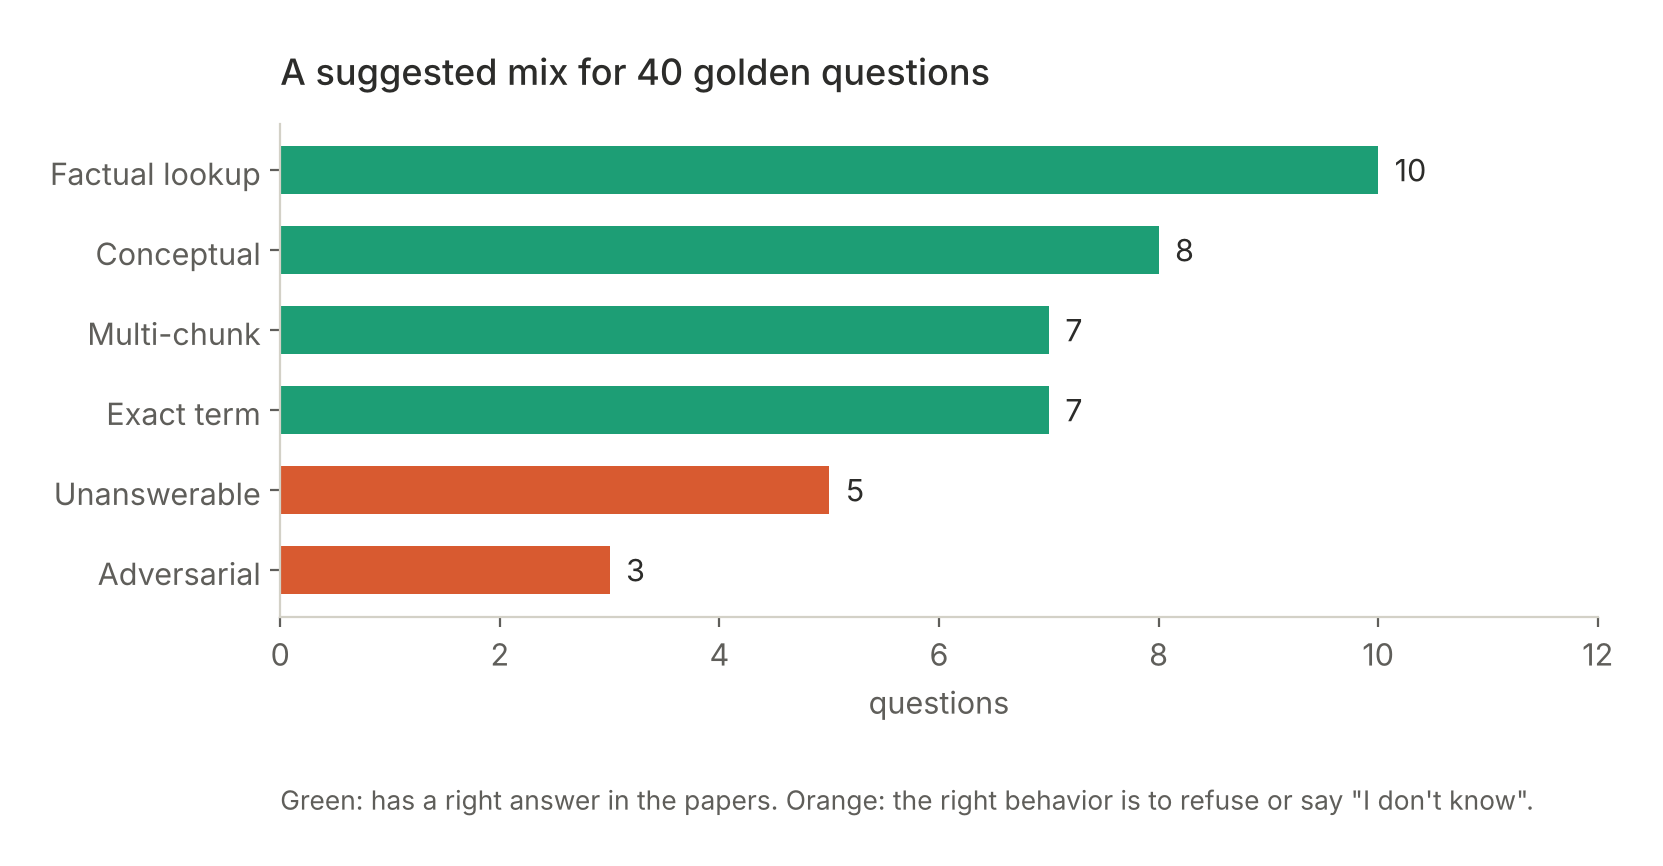 A suggested mix for 40 golden questions
Factual lookup 10
Conceptual 8
Multi-chunk 7
Exact term 7
Unanswerable 5
Adversarial 3
0 2 4 6 8 10 12
questions
Green: has a right answer in the papers. Orange: the right behavior is to refuse or say "I don't know".